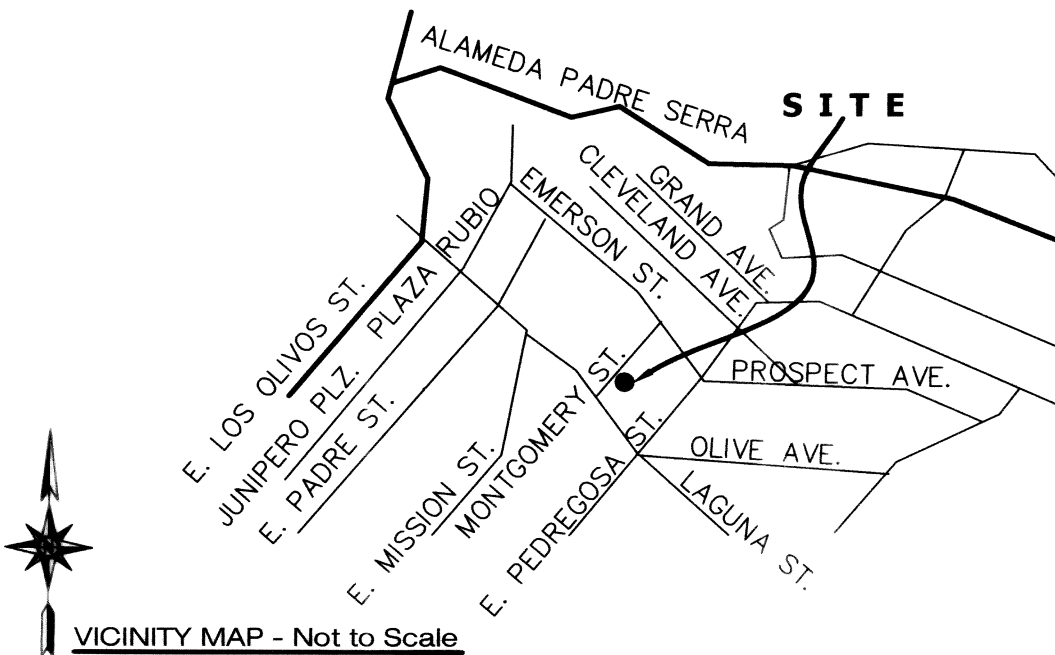 ALAMEDA PADRE SERRA
SITE
GRAND AVE.
CLEVELAND AVE.
EMERSON ST.
PLAZA RUBIO
E. LOS OLIVOS ST.
JUNIPERO PLZ.
E. PADRE ST.
E. MISSION ST.
MONTGOMERY ST.
E. PEDREGOSA ST.
PROSPECT AVE.
OLIVE AVE.
LAGUNA ST.
VICINITY MAP - Not to Scale